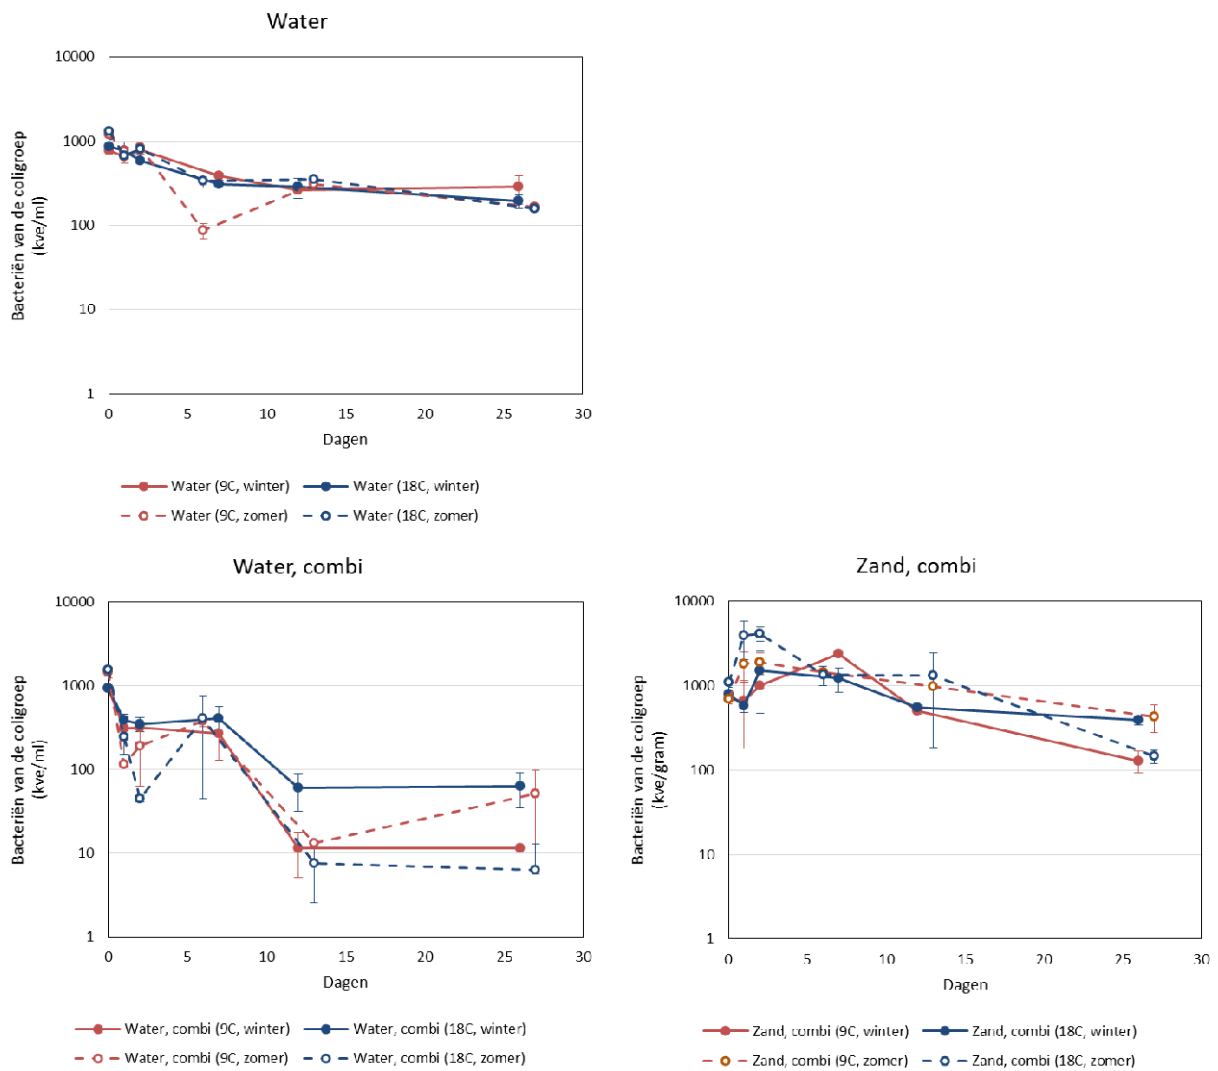 Water
10000
1000
100
10
1
Bacteriën van de coligroep
(kve/ml)
0 5 10 15 20 25 30
Dagen
Water (9C, winter) Water (18C, winter)
Water (9C, zomer) Water (18C, zomer)
Water, combi
10000
1000
100
10
1
Bacteriën van de coligroep
(kve/ml)
0 5 10 15 20 25 30
Dagen
Water, combi (9C, winter) Water, combi (18C, winter)
Water, combi (9C, zomer) Water, combi (18C, zomer)
Zand, combi
10000
1000
100
10
1
Bacteriën van de coligroep
(kve/gram)
0 5 10 15 20 25 30
Dagen
Zand, combi (9C, winter) Zand, combi (18C, winter)
Zand, combi (9C, zomer) Zand, combi (18C, zomer)